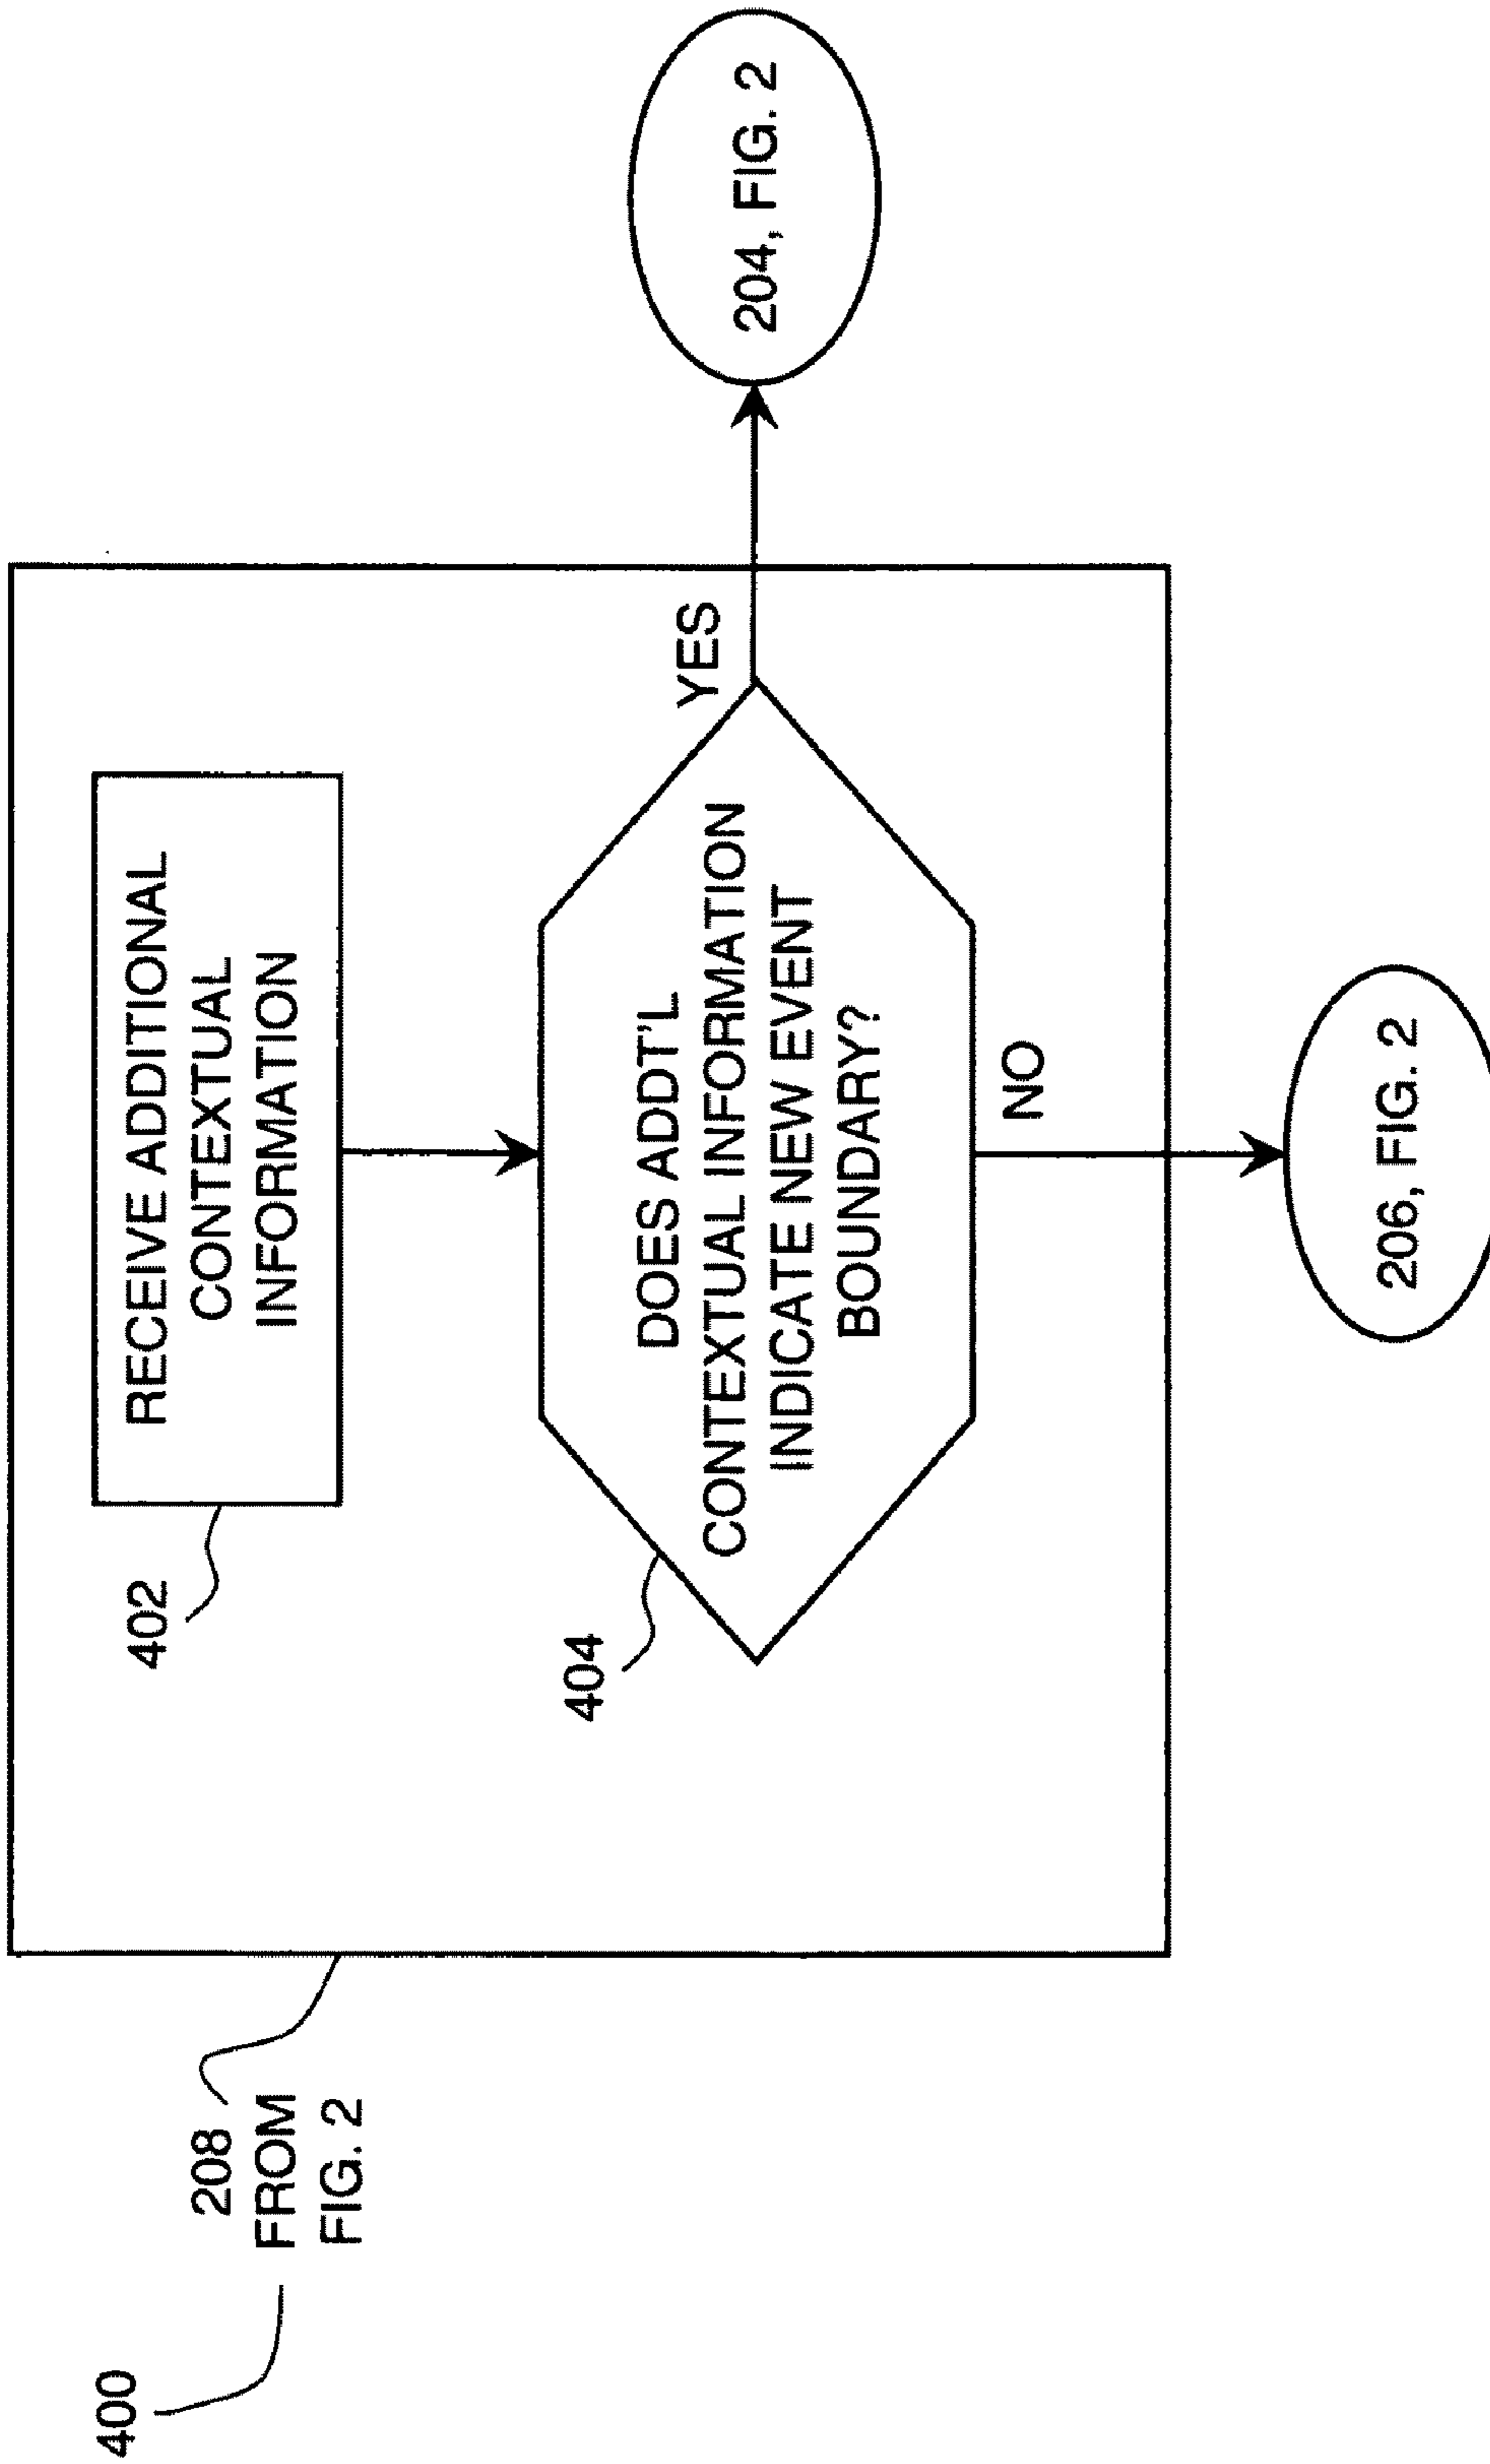 400
208
FROM
FIG. 2
402
RECEIVE ADDITIONAL
CONTEXTUAL
INFORMATION
404
DOES ADDT'L
CONTEXTUAL INFORMATION
INDICATE NEW EVENT
BOUNDARY?
YES
204, FIG. 2
NO
206, FIG. 2